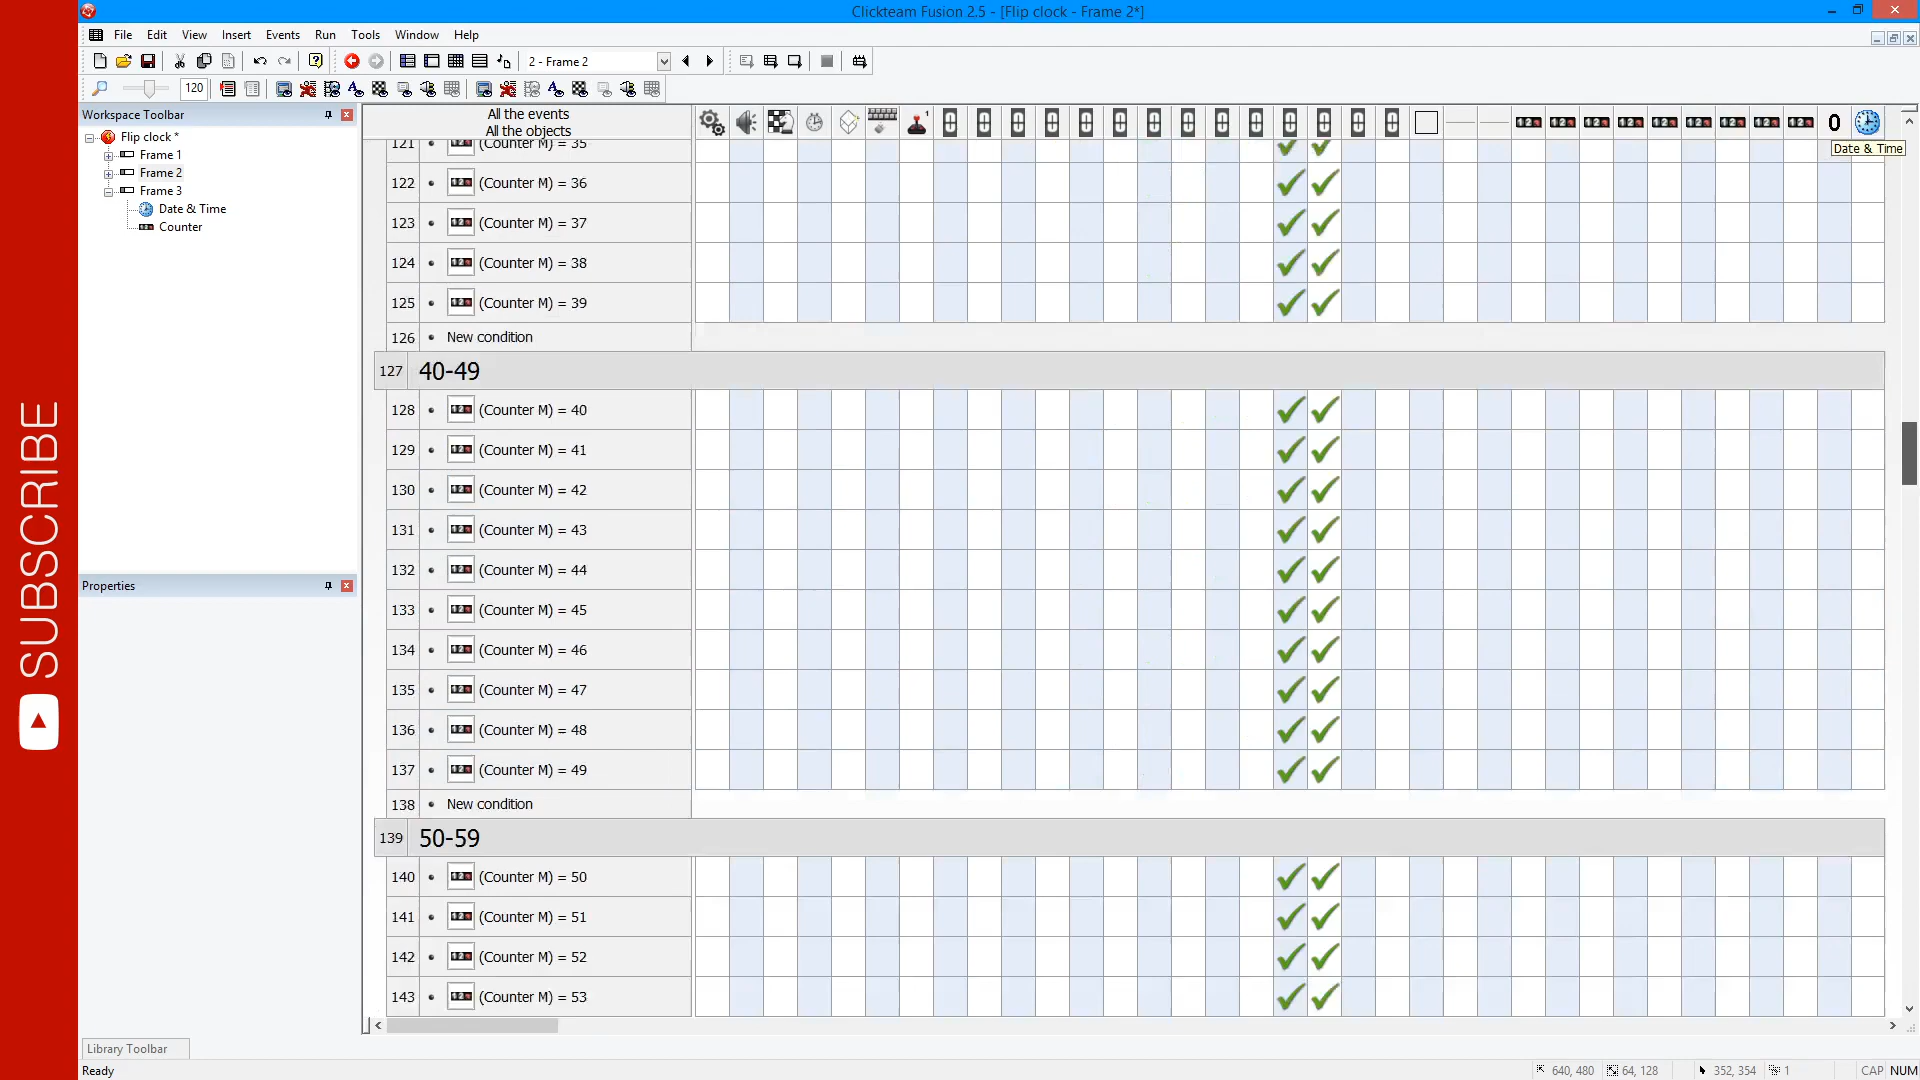 SUBSCRIBE
Clickteam Fusion 2.5 - [Flip clock - Frame 2*]
File Edit View Insert Events Run Tools Window Help
2 - Frame 2
120
Workspace Toolbar
Flip clock *
Frame 1
Frame 2
Frame 3
Date & Time
Counter
Properties
Library Toolbar
All the events
All the objects
1
0
Date & Time
121 • (Counter M) = 35
122 • (Counter M) = 36
123 • (Counter M) = 37
124 • (Counter M) = 38
125 • (Counter M) = 39
126 • New condition
127 40-49
128 • (Counter M) = 40
129 • (Counter M) = 41
130 • (Counter M) = 42
131 • (Counter M) = 43
132 • (Counter M) = 44
133 • (Counter M) = 45
134 • (Counter M) = 46
135 • (Counter M) = 47
136 • (Counter M) = 48
137 • (Counter M) = 49
138 • New condition
139 50-59
140 • (Counter M) = 50
141 • (Counter M) = 51
142 • (Counter M) = 52
143 • (Counter M) = 53
Ready
640, 480 64, 128 352, 354 1 CAP NUM